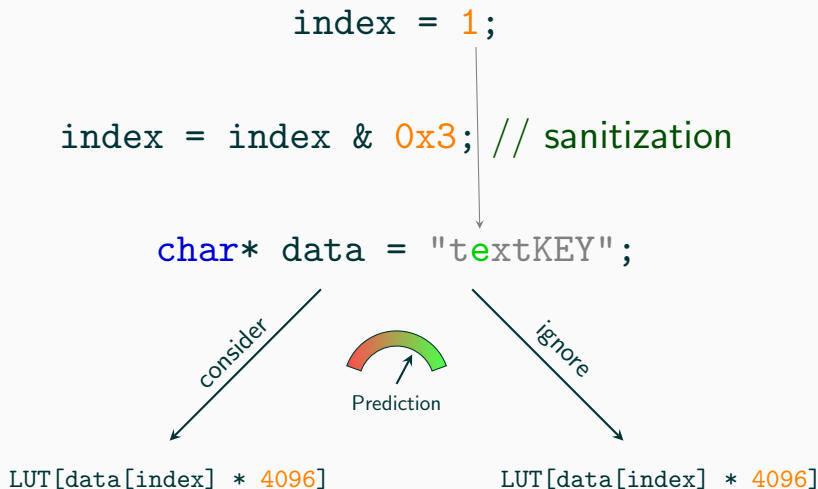 index = 1;
index = index & 0x3; // sanitization
char* data = "textKEY";
consider
ignore
Prediction
LUT[data[index] * 4096]
LUT[data[index] * 4096]